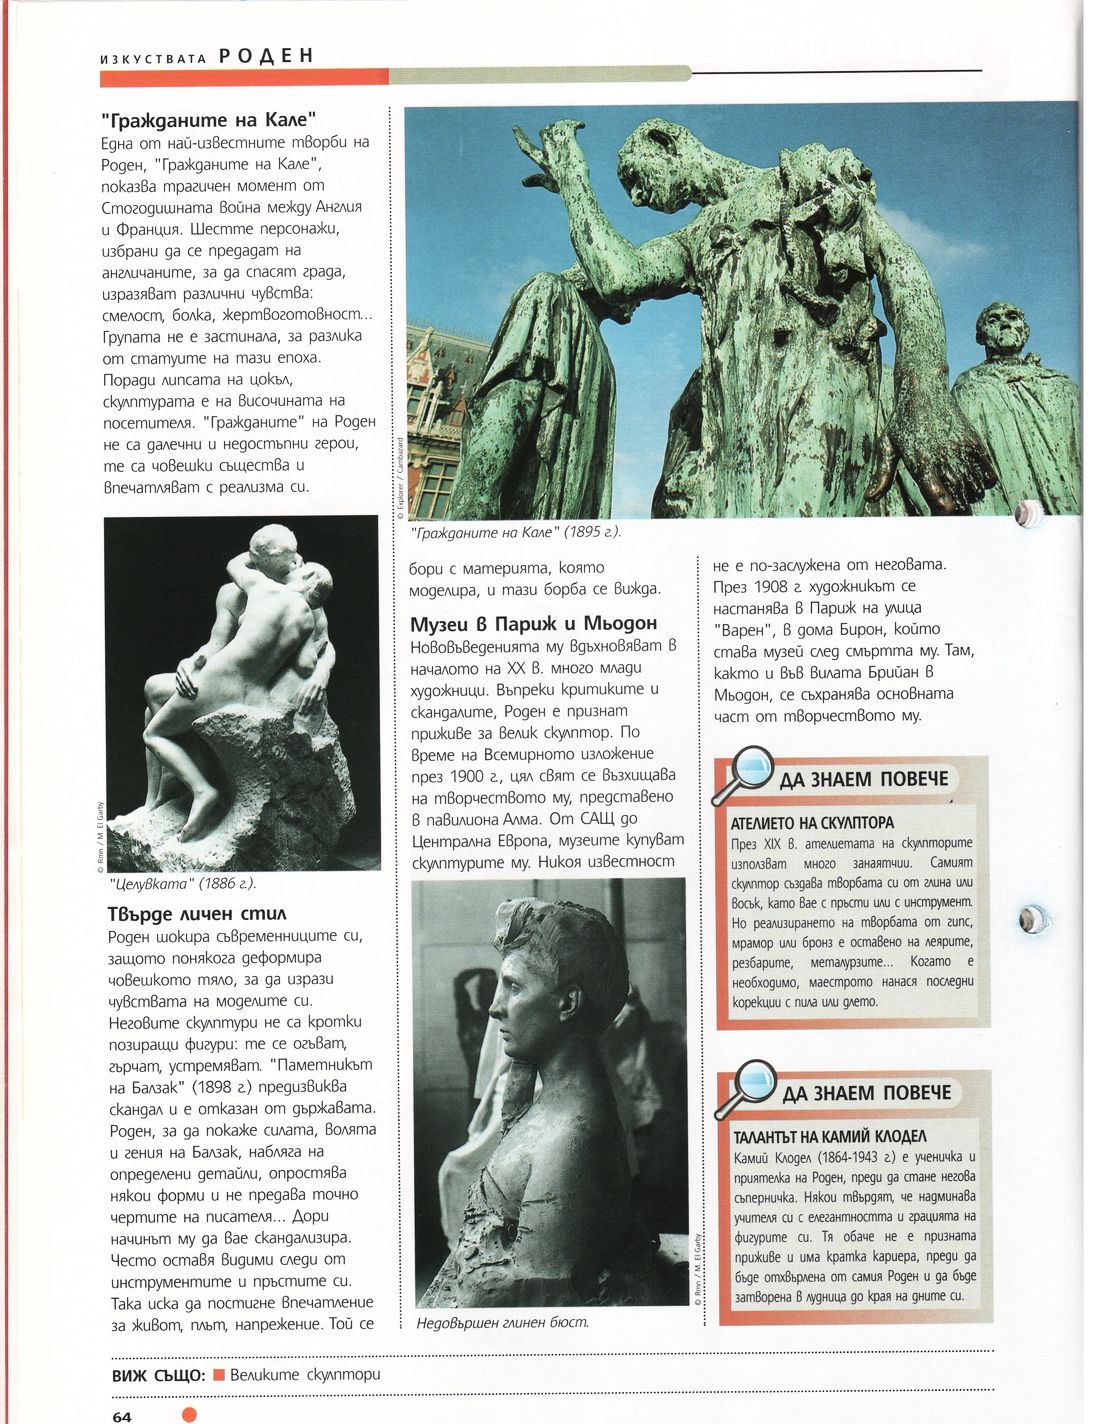 ИЗКУСТВАТА РОДЕН
"Гражданите на Кале"
Една от най-известните творби на
Роден, "Гражданите на Кале",
показва трагичен момент от
Стогодишната война между Англия
и Франция. Шестте персонажи,
избрани да се предадат на
англичаните, за да спасят града,
изразяват различни чувства:
смелост, болка, жертвоготовност...
Групата не е застинала, за разлика
от статуите на тази епоха.
Поради липсата на цокъл,
скулптурата е на височината на
посетителя. "Гражданите" на Роден
не са далечни и недостъпни герои,
те са човешки същества и
впечатляват с реализма си.
© Rmn / M. El Garby
"Целувката" (1886 г.).
Твърде личен стил
Роден шокира съвременниците си,
защото понякога деформира
човешкото тяло, за да изрази
чувствата на моделите си.
Неговите скулптури не са кротки
позиращи фигури: те се огъват,
гърчат, устремяват. "Паметникът
на Балзак" (1898 г.) предизвиква
скандал и е отказан от държавата.
Роден, за да покаже силата, волята
и гения на Балзак, набляга на
определени детайли, опростява
някои форми и не предава точно
чертите на писателя... Дори
начинът му да вае скандализира.
Често оставя видими следи от
инструментите и пръстите си.
Така иска да постигне впечатление
за живот, плът, напрежение. Той се
© Explorer / Cambazard
"Гражданите на Кале" (1895 г.).
бори с материята, която
моделира, и тази борба се вижда.
Музеи в Париж и Мьодон
Нововъведенията му вдъхновяват в
началото на XX в. много млади
художници. Въпреки критиките и
скандалите, Роден е признат
приживе за велик скулптор. По
време на Всемирното изложение
през 1900 г., цял свят се възхищава
на творчеството му, представено
в павилиона Алма. От САЩ до
Централна Европа, музеите купуват
скулптурите му. Никоя известност
© Rmn / M. El Garby
Недовършен глинен бюст.
не е по-заслужена от неговата.
През 1908 г. художникът се
настанява в Париж на улица
"Варен", в дома Бирон, който
става музей след смъртта му. Там,
както и във вилата Брийан в
Мьодон, се съхранява основната
част от творчеството му.
ДА ЗНАЕМ ПОВЕЧЕ
АТЕЛИЕТО НА СКУЛПТОРА
През XIX в. ателиетата на скулпторите
използват много занаятчии. Самият
скулптор създава творбата си от глина или
восък, като вае с пръсти или с инструмент.
Но реализирането на творбата от гипс,
мрамор или бронз е оставено на леярите,
резбарите, металурзите... Когато е
необходимо, маестрото нанася последни
корекции с пила или длето.
ДА ЗНАЕМ ПОВЕЧЕ
ТАЛАНТЪТ НА КАМИЙ КЛОДЕЛ
Камий Клодел (1864-1943 г.) е ученичка и
приятелка на Роден, преди да стане негова
съперничка. Някои твърдят, че надминава
учителя си с елегантността и грацията на
фигурите си. Тя обаче не е призната
приживе и има кратка кариера, преди да
бъде отхвърлена от самия Роден и да бъде
затворена в лудница до края на дните си.
ВИЖ СЪЩО: Великите скулптори
64